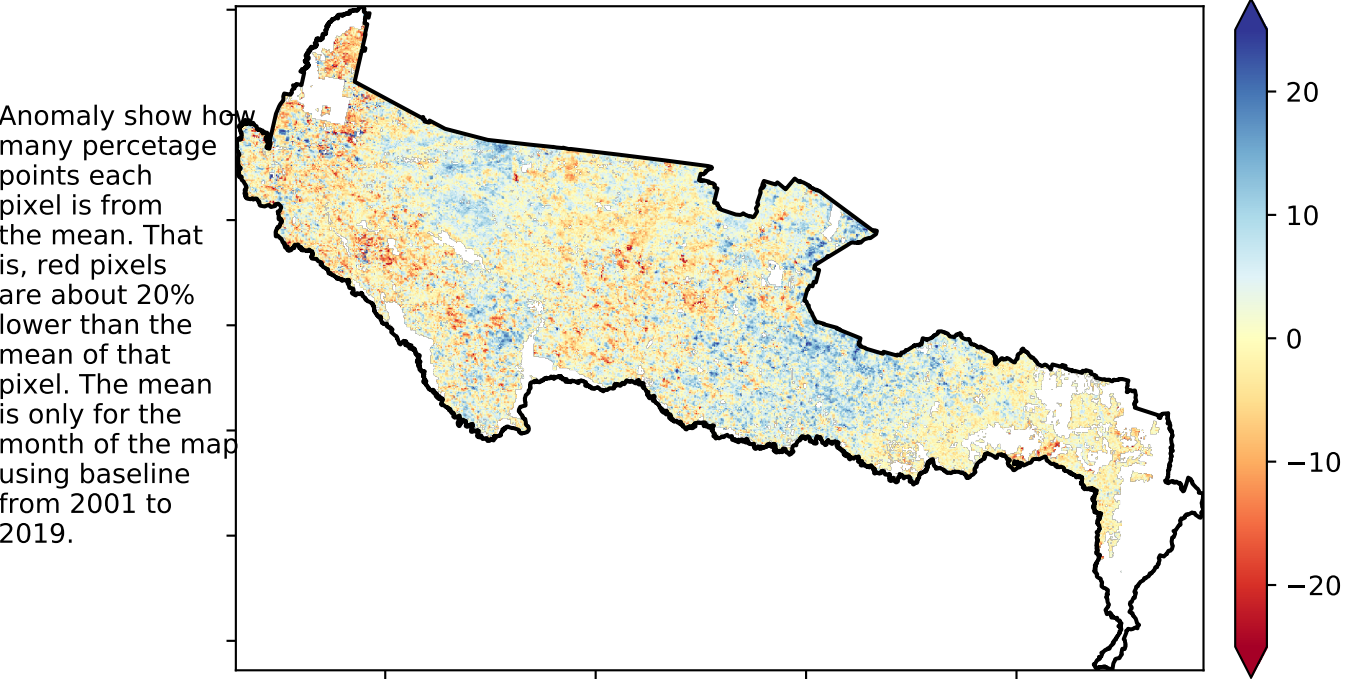 Anomaly show how
many percetage
points each
pixel is from
the mean. That
is, red pixels
are about 20%
lower than the
mean of that
pixel. The mean
is only for the
month of the map
using baseline
from 2001 to
2019.
20
10
0
−10
−20